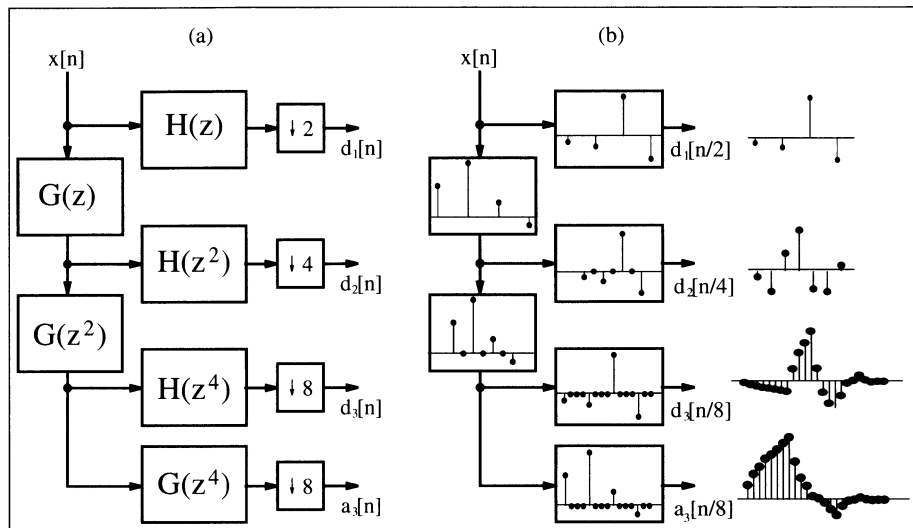 (a)
x[n]
H(z)
↓ 2
d₁[n]
G(z)
H(z²)
↓ 4
d₂[n]
G(z²)
H(z⁴)
↓ 8
d₃[n]
G(z⁴)
↓ 8
a₃[n]
(b)
x[n]
d₁[n/2]
d₂[n/4]
d₃[n/8]
a₃[n/8]